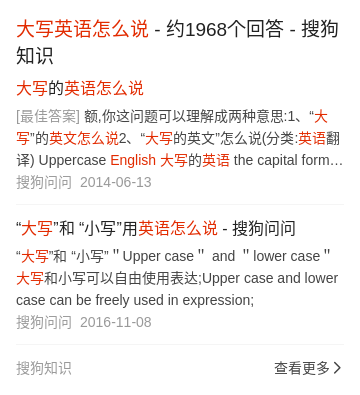 大写英语怎么说 - 约1968个回答 - 搜狗
知识
大写的英语怎么说
[最佳答案] 额,你这问题可以理解成两种意思:1、“大
写”的英文怎么说2、“大写的英文”怎么说(分类:英语翻
译) Uppercase English 大写的英语 the capital form…
搜狗问问 2014-06-13
“大写”和 “小写”用英语怎么说 - 搜狗问问
“大写”和 “小写”＂Upper case＂ and ＂lower case＂
大写和小写可以自由使用表达;Upper case and lower
case can be freely used in expression;
搜狗问问 2016-11-08
搜狗知识 查看更多